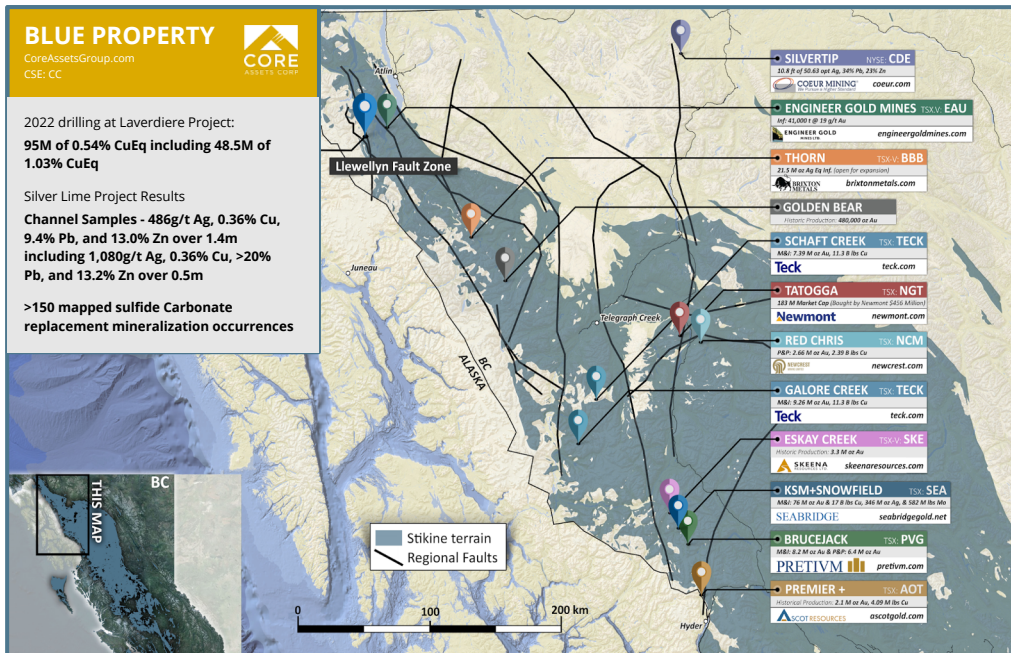 BLUE PROPERTY
CoreAssetsGroup.com
CSE: CC
CORE
ASSETS CORP
2022 drilling at Laverdiere Project:
95M of 0.54% CuEq including 48.5M of
1.03% CuEq
Silver Lime Project Results
Channel Samples - 486g/t Ag, 0.36% Cu,
9.4% Pb, and 13.0% Zn over 1.4m
including 1,080g/t Ag, 0.36% Cu, >20%
Pb, and 13.2% Zn over 0.5m
>150 mapped sulfide Carbonate
replacement mineralization occurrences
Atlin
Llewellyn Fault Zone
Juneau
Telegraph Creek
BC
ALASKA
Hyder
SILVERTIP NYSE: CDE
10.8 ft of 50.63 opt Ag, 34% Pb, 23% Zn
COEUR MINING
We Pursue a Higher Standard
coeur.com
ENGINEER GOLD MINES TSX.V: EAU
Inf: 41,000 t @ 19 g/t Au
ENGINEER GOLD
MINES LTD.
engineergoldmines.com
THORN TSX-V: BBB
21.5 M oz Ag Eq Inf. (open for expansion)
BRIXTON
METALS
brixtonmetals.com
GOLDEN BEAR
Historic Production: 480,000 oz Au
SCHAFT CREEK TSX: TECK
M&I: 7.39 M oz Au, 11.3 B lbs Cu
Teck
teck.com
TATOGGA TSX: NGT
183 M Market Cap (Bought by Newmont $456 Million)
Newmont
newmont.com
RED CHRIS TSX: NCM
P&P: 2.66 M oz Au, 2.39 B lbs Cu
NEWCREST
newcrest.com
GALORE CREEK TSX: TECK
M&I: 9.26 M oz Au, 11.3 B lbs Cu
Teck
teck.com
ESKAY CREEK TSX-V: SKE
Historic Production: 3.3 M oz Au
SKEENA
RESOURCES LTD
skeenaresources.com
KSM+SNOWFIELD TSX: SEA
M&I: 76 M oz Au & 17 B lbs Cu, 346 M oz Ag, & 582 M lbs Mo
SEABRIDGE
seabridgegold.net
BRUCEJACK TSX: PVG
M&I: 8.2 M oz Au & P&P: 6.4 M oz Au
PRETIVM
pretivm.com
PREMIER + TSX: AOT
Historical Production: 2.1 M oz Au, 4.09 M lbs Cu
ASCOT RESOURCES
ascotgold.com
Stikine terrain
Regional Faults
0 100 200 km
BC
THIS MAP